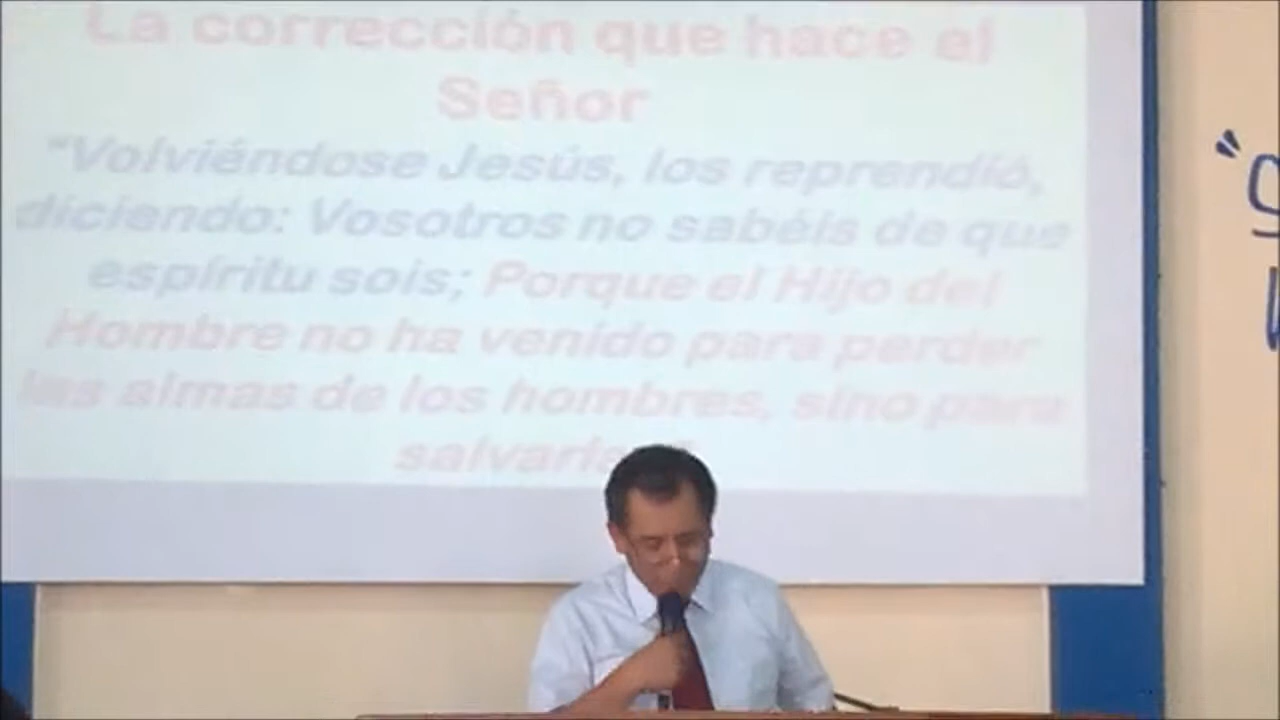 La corrección que hace el
Señor
"Volviéndose Jesús, los reprendió,
diciendo: Vosotros no sabéis de que
espíritu sois; Porque el Hijo del
Hombre no ha venido para perder
las almas de los hombres, sino para